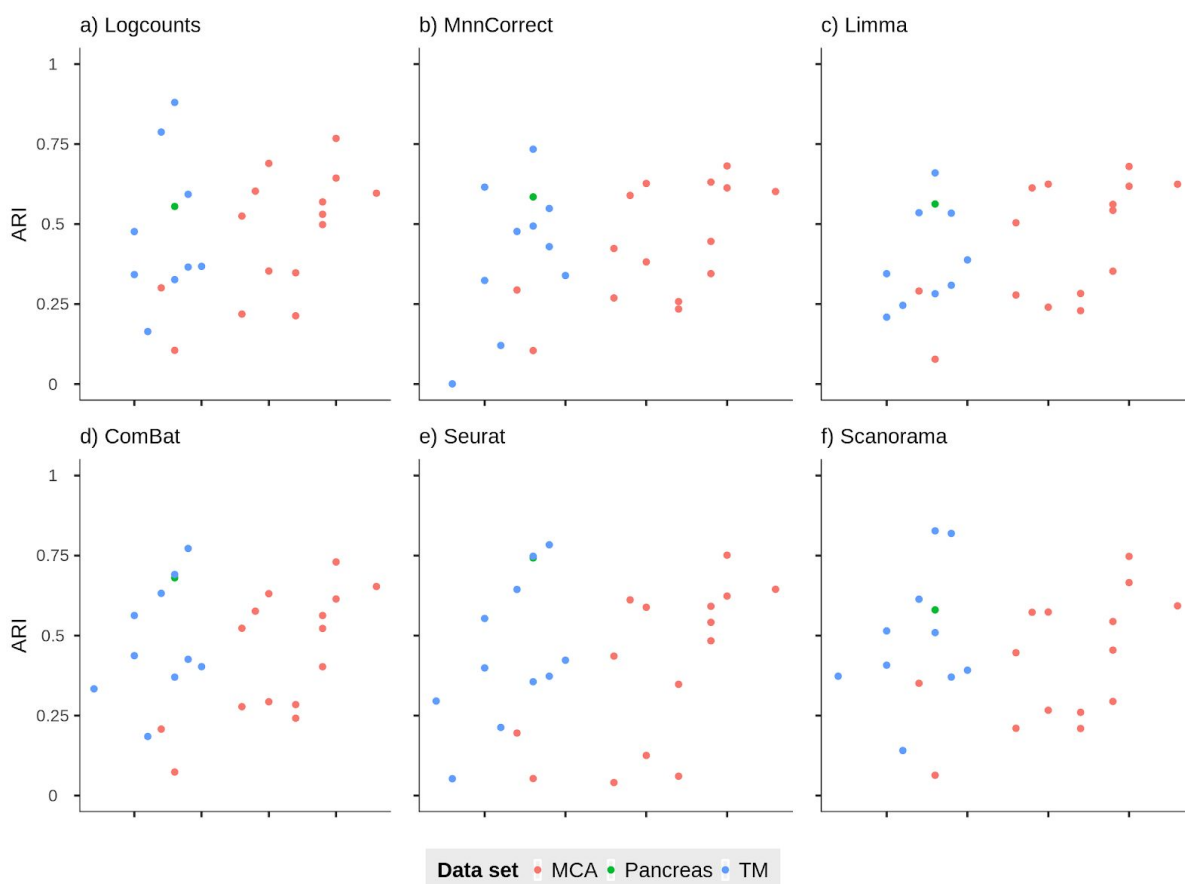 a) Logcounts
b) MnnCorrect
c) Limma
1
0.75
0.5
0.25
0
ARI
d) ComBat
e) Seurat
f) Scanorama
1
0.75
0.5
0.25
0
ARI
Data set MCA Pancreas TM